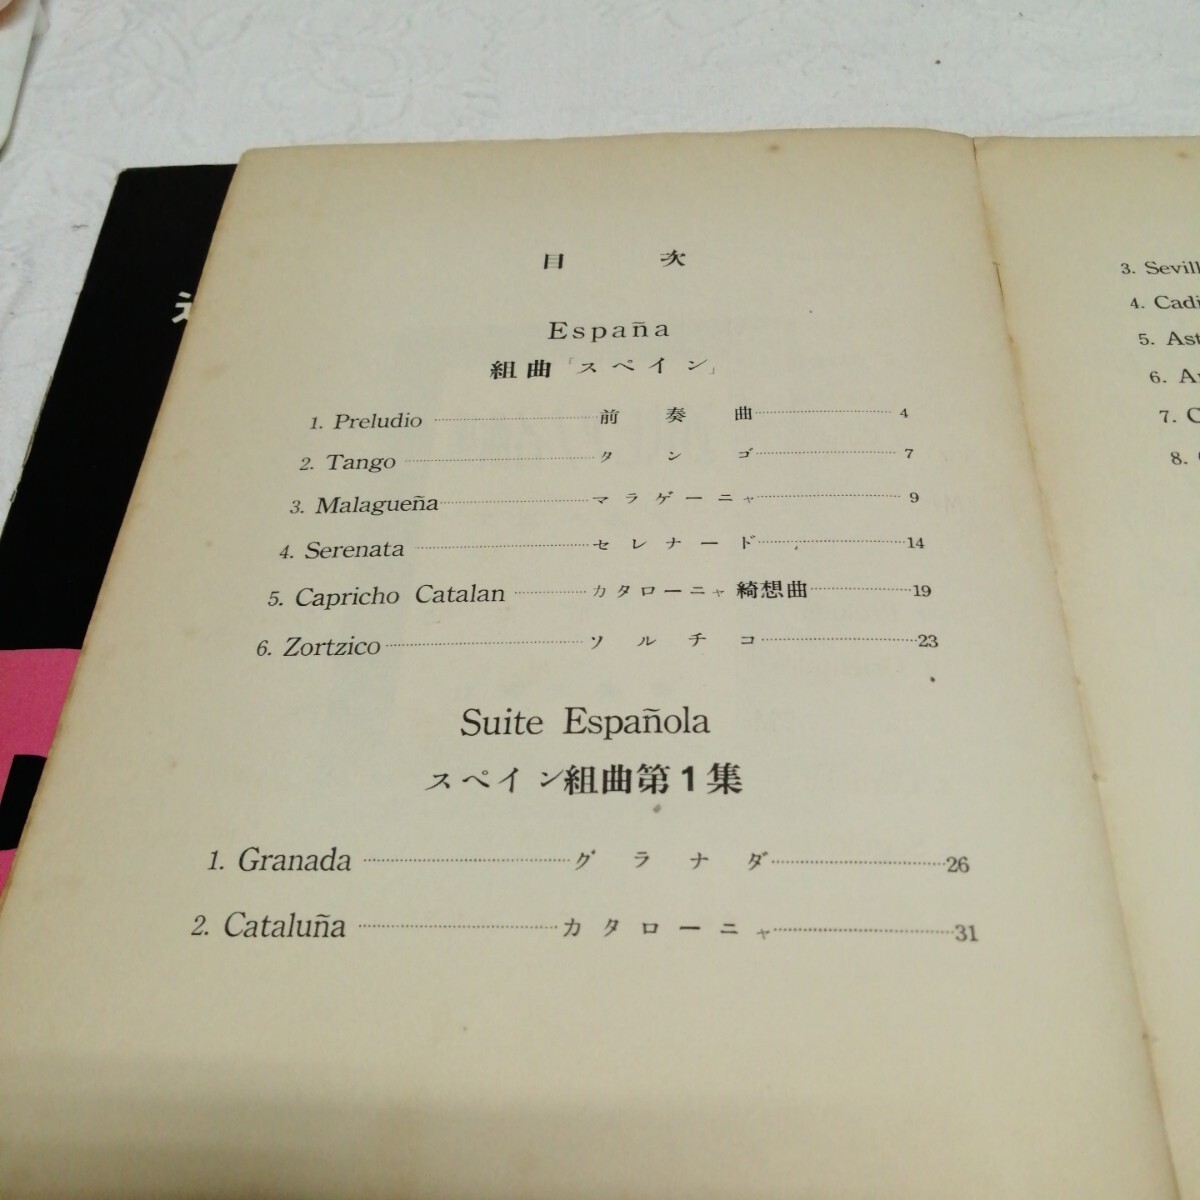 目次
España
組曲「スペイン」
1. Preludio 前奏曲 4
2. Tango タンゴ 7
3. Malagueña マラゲーニャ 9
4. Serenata セレナード 14
5. Capricho Catalan カタローニャ綺想曲 19
6. Zortzico ソルチコ 23
Suite Española
スペイン組曲第1集
1. Granada グラナダ 26
2. Cataluña カタローニャ 31
3. Sevill
4. Cadi
5. Ast
6. A
7. C
8.